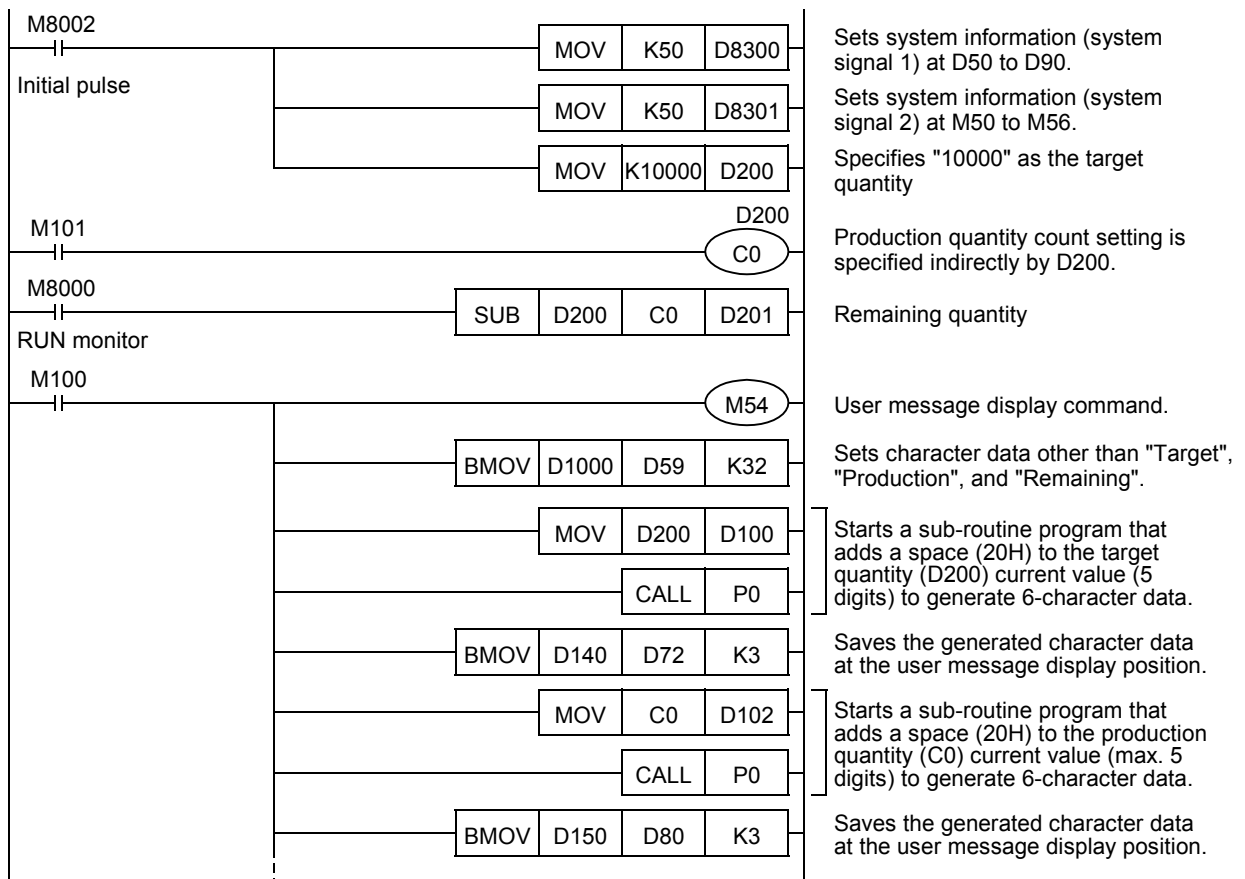 M8002
MOV K50 D8300
Sets system information (system
signal 1) at D50 to D90.
Initial pulse
MOV K50 D8301
Sets system information (system
signal 2) at M50 to M56.
MOV K10000 D200
Specifies "10000" as the target
quantity
M101
D200
C0
Production quantity count setting is
specified indirectly by D200.
M8000
SUB D200 C0 D201
Remaining quantity
RUN monitor
M100
M54
User message display command.
BMOV D1000 D59 K32
Sets character data other than "Target",
"Production", and "Remaining".
MOV D200 D100
CALL P0
Starts a sub-routine program that
adds a space (20H) to the target
quantity (D200) current value (5
digits) to generate 6-character data.
BMOV D140 D72 K3
Saves the generated character data
at the user message display position.
MOV C0 D102
CALL P0
Starts a sub-routine program that
adds a space (20H) to the production
quantity (C0) current value (max. 5
digits) to generate 6-character data.
BMOV D150 D80 K3
Saves the generated character data
at the user message display position.